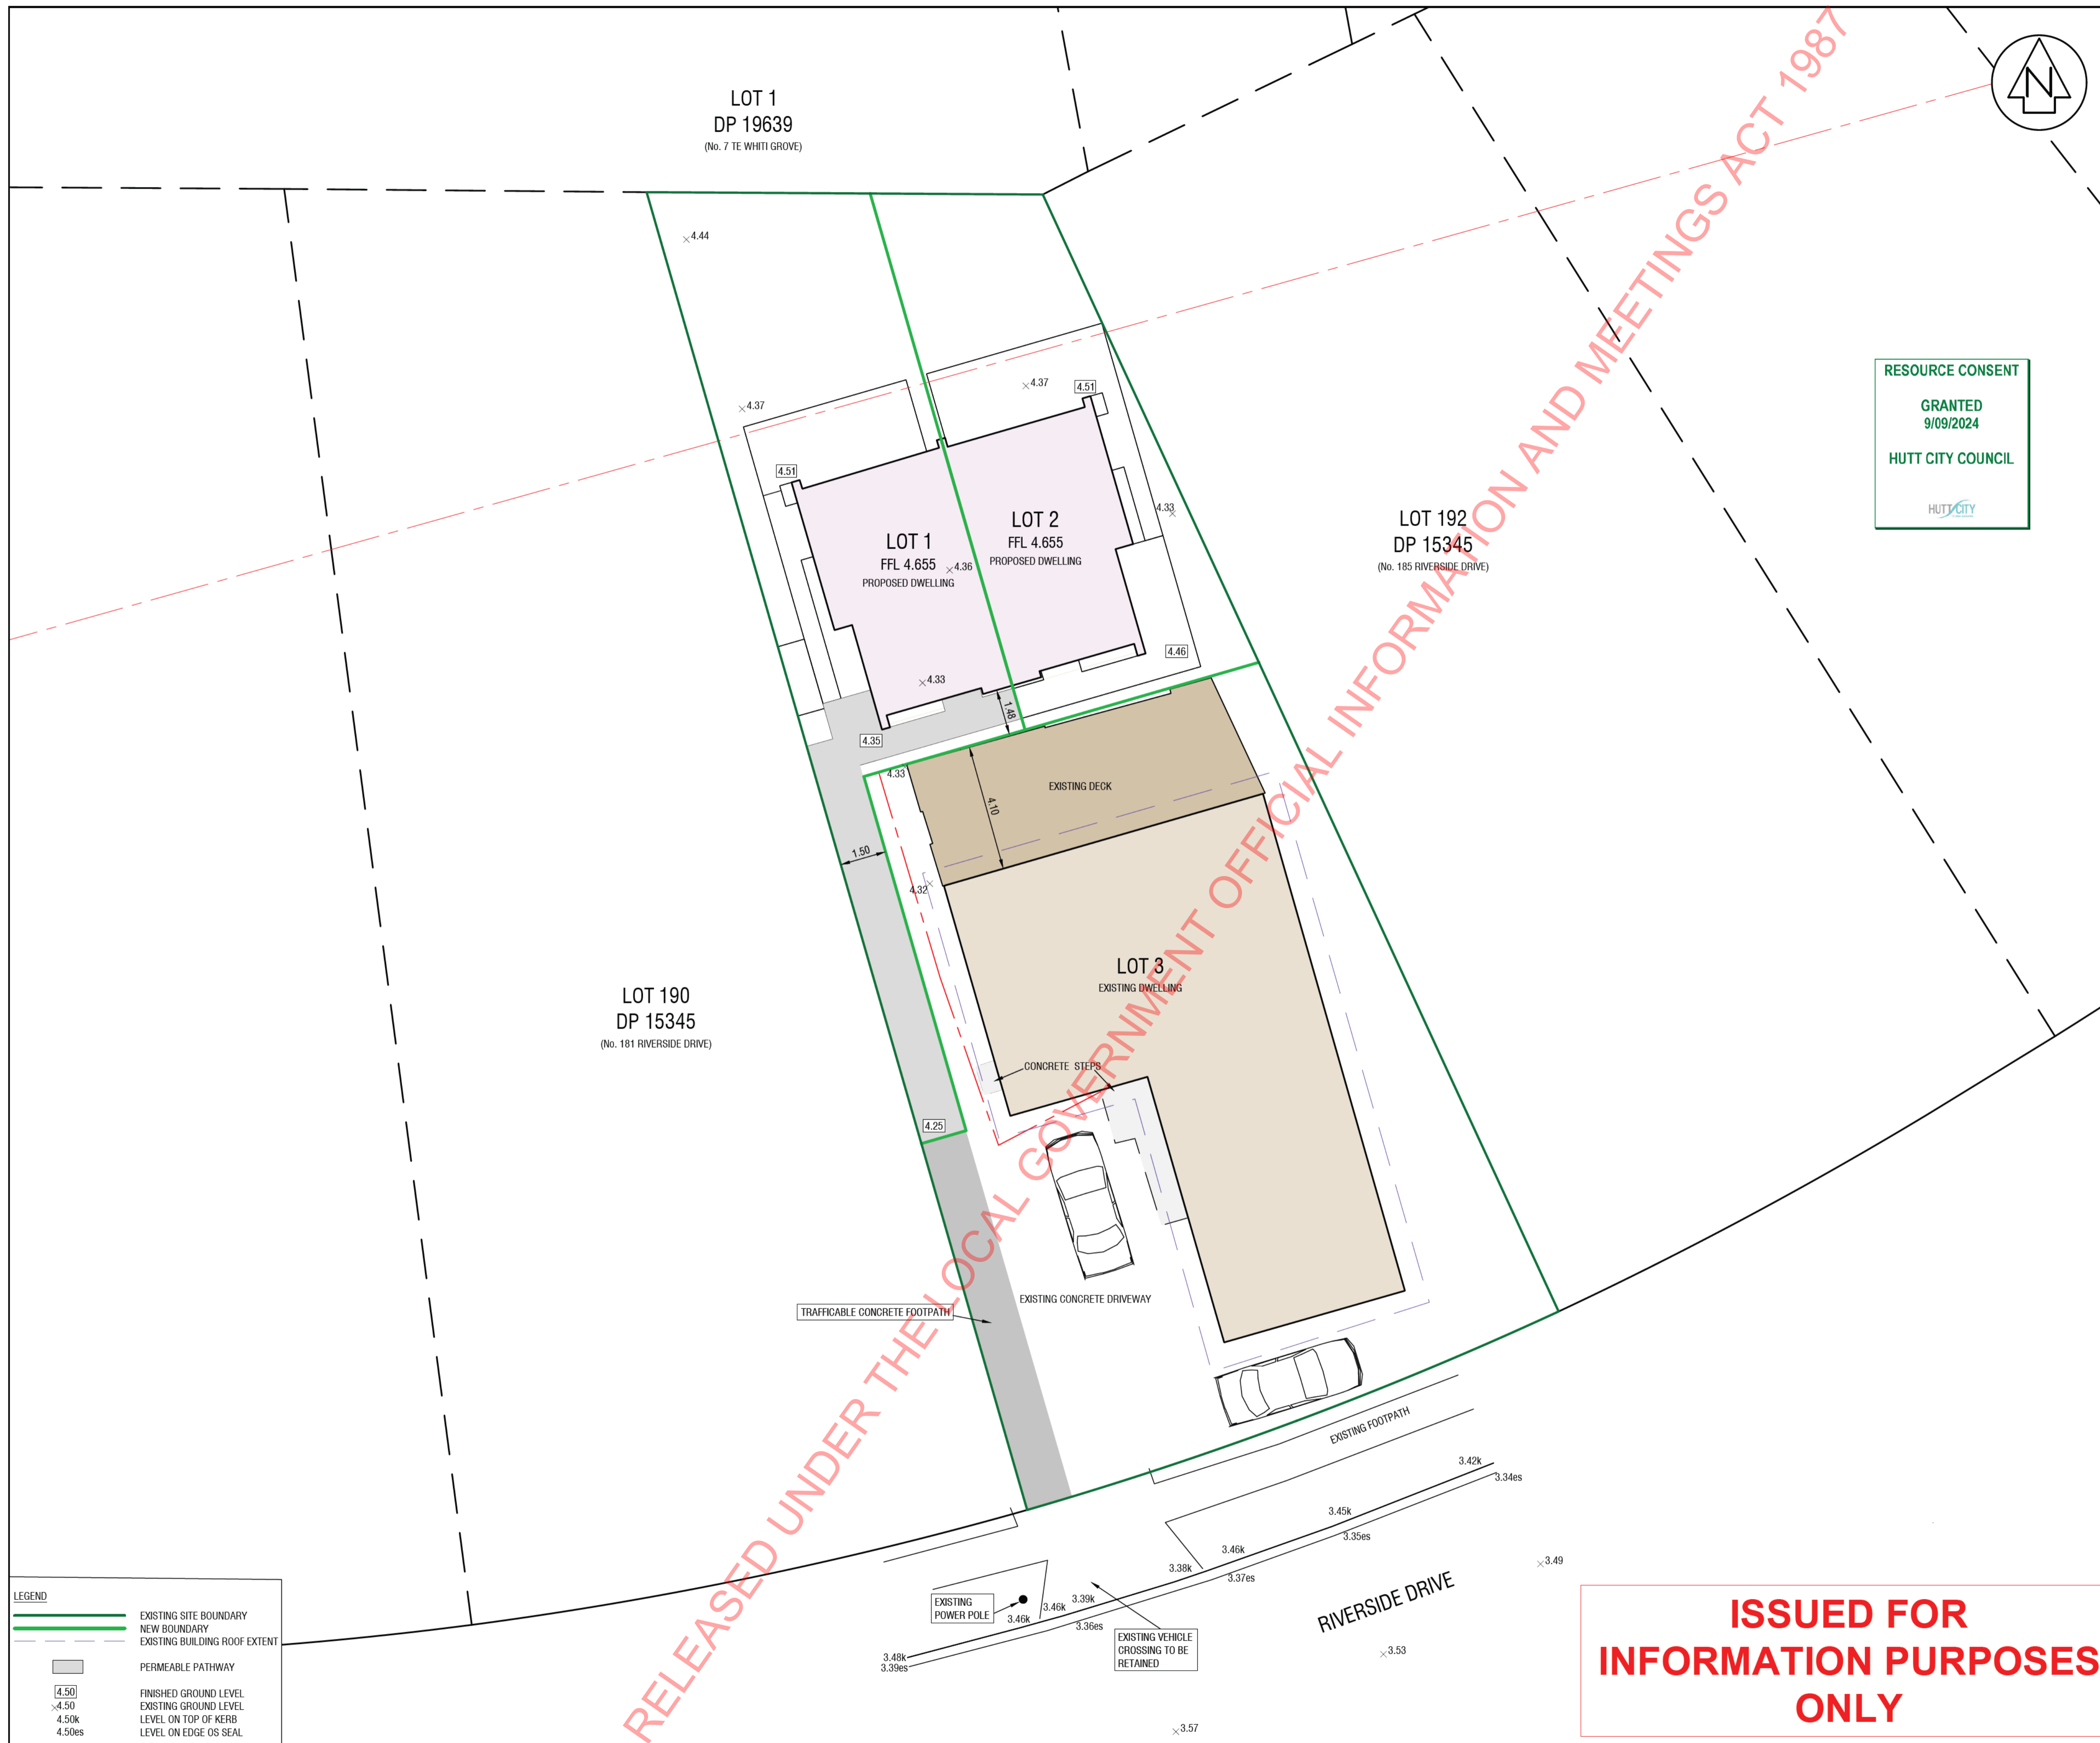 LOT 1
DP 19639
(No. 7 TE WHITI GROVE)
N
RESOURCE CONSENT
GRANTED
9/09/2024
HUTT CITY COUNCIL
HUTT CITY
4.44
4.37
4.37
4.51
4.51
LOT 1
FFL 4.655
PROPOSED DWELLING
4.36
LOT 2
FFL 4.655
PROPOSED DWELLING
4.33
LOT 192
DP 15345
(No. 185 RIVERSIDE DRIVE)
4.46
4.33
1.48
4.35
4.33
EXISTING DECK
4.10
1.50
4.32
LOT 3
EXISTING DWELLING
LOT 190
DP 15345
(No. 181 RIVERSIDE DRIVE)
CONCRETE STEPS
4.25
EXISTING CONCRETE DRIVEWAY
TRAFFICABLE CONCRETE FOOTPATH
EXISTING FOOTPATH
3.42k
3.34es
3.45k
3.35es
3.46k
3.38k
3.37es
3.49
3.39k
3.46k
3.46k
3.36es
EXISTING
POWER POLE
EXISTING VEHICLE
CROSSING TO BE
RETAINED
3.48k
3.39es
RIVERSIDE DRIVE
3.53
3.57
RELEASED UNDER THE LOCAL GOVERNMENT OFFICIAL INFORMATION AND MEETINGS ACT 1987
LEGEND
EXISTING SITE BOUNDARY
NEW BOUNDARY
EXISTING BUILDING ROOF EXTENT
PERMEABLE PATHWAY
4.50 FINISHED GROUND LEVEL
4.50 EXISTING GROUND LEVEL
4.50k LEVEL ON TOP OF KERB
4.50es LEVEL ON EDGE OS SEAL
ISSUED FOR
INFORMATION PURPOSES
ONLY